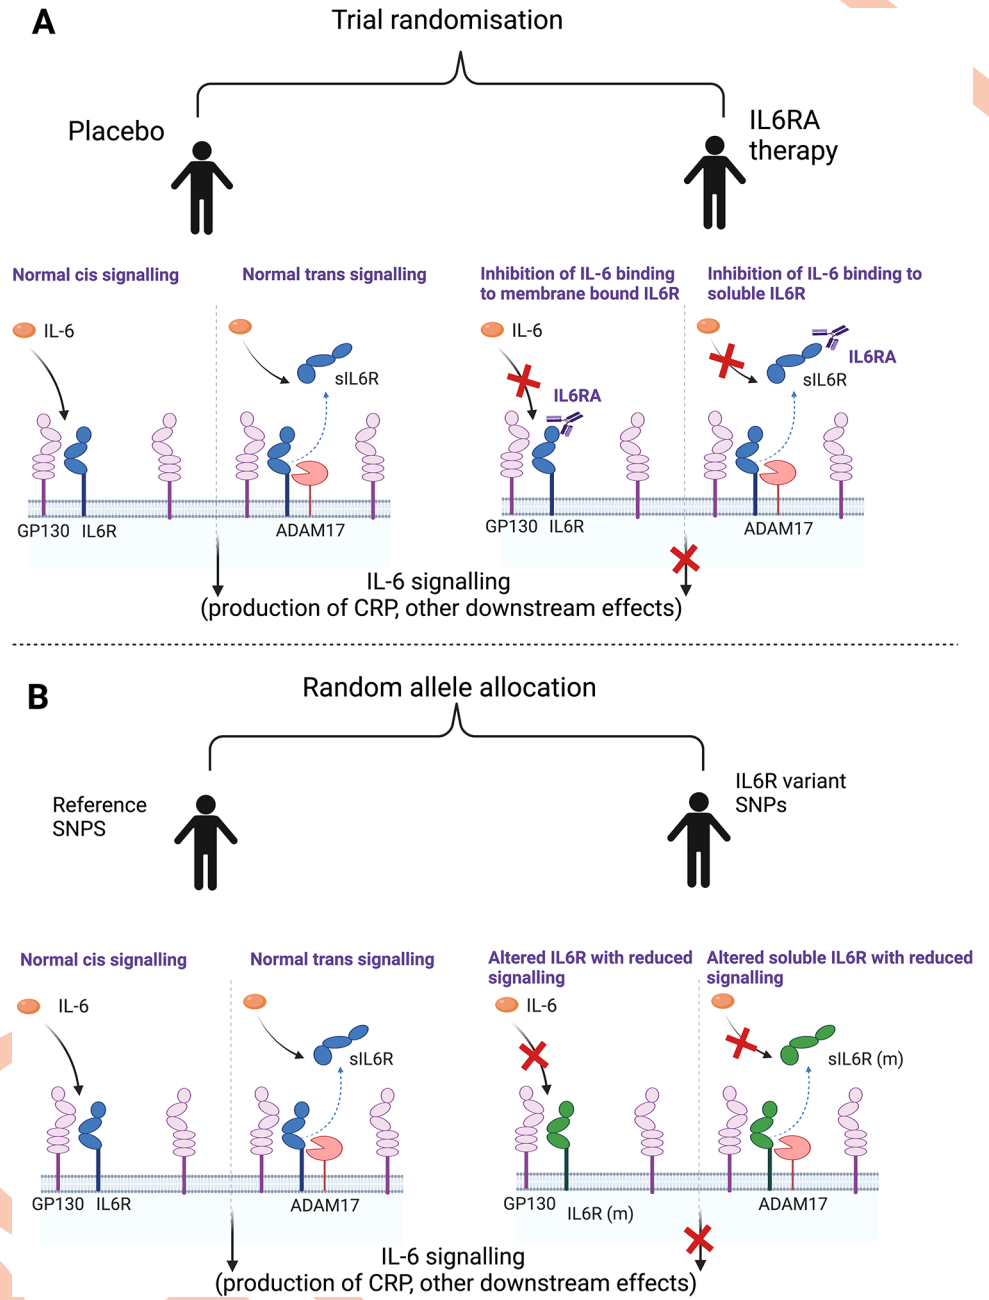 A
Trial randomisation
Placebo
IL6RA
therapy
Normal cis signalling
Normal trans signalling
Inhibition of IL-6 binding
to membrane bound IL6R
Inhibition of IL-6 binding to
soluble IL6R
IL-6
sIL6R
IL-6
IL6RA
IL6RA
sIL6R
GP130
IL6R
ADAM17
GP130
IL6R
ADAM17
IL-6 signalling
(production of CRP, other downstream effects)
B
Random allele allocation
Reference
SNPS
IL6R variant
SNPs
Normal cis signalling
Normal trans signalling
Altered IL6R with reduced
signalling
Altered soluble IL6R with reduced
signalling
IL-6
sIL6R
IL-6
sIL6R (m)
GP130
IL6R
ADAM17
GP130
IL6R (m)
ADAM17
IL-6 signalling
(production of CRP, other downstream effects)